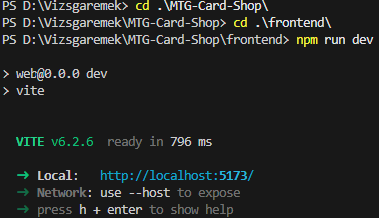 PS D:\Vizsgaremek> cd .\MTG-Card-Shop\
PS D:\Vizsgaremek\MTG-Card-Shop> cd .\frontend\
PS D:\Vizsgaremek\MTG-Card-Shop\frontend> npm run dev
> web@0.0.0 dev
> vite
VITE v6.2.6 ready in 796 ms
➜ Local: http://localhost:5173/
➜ Network: use --host to expose
➜ press h + enter to show help